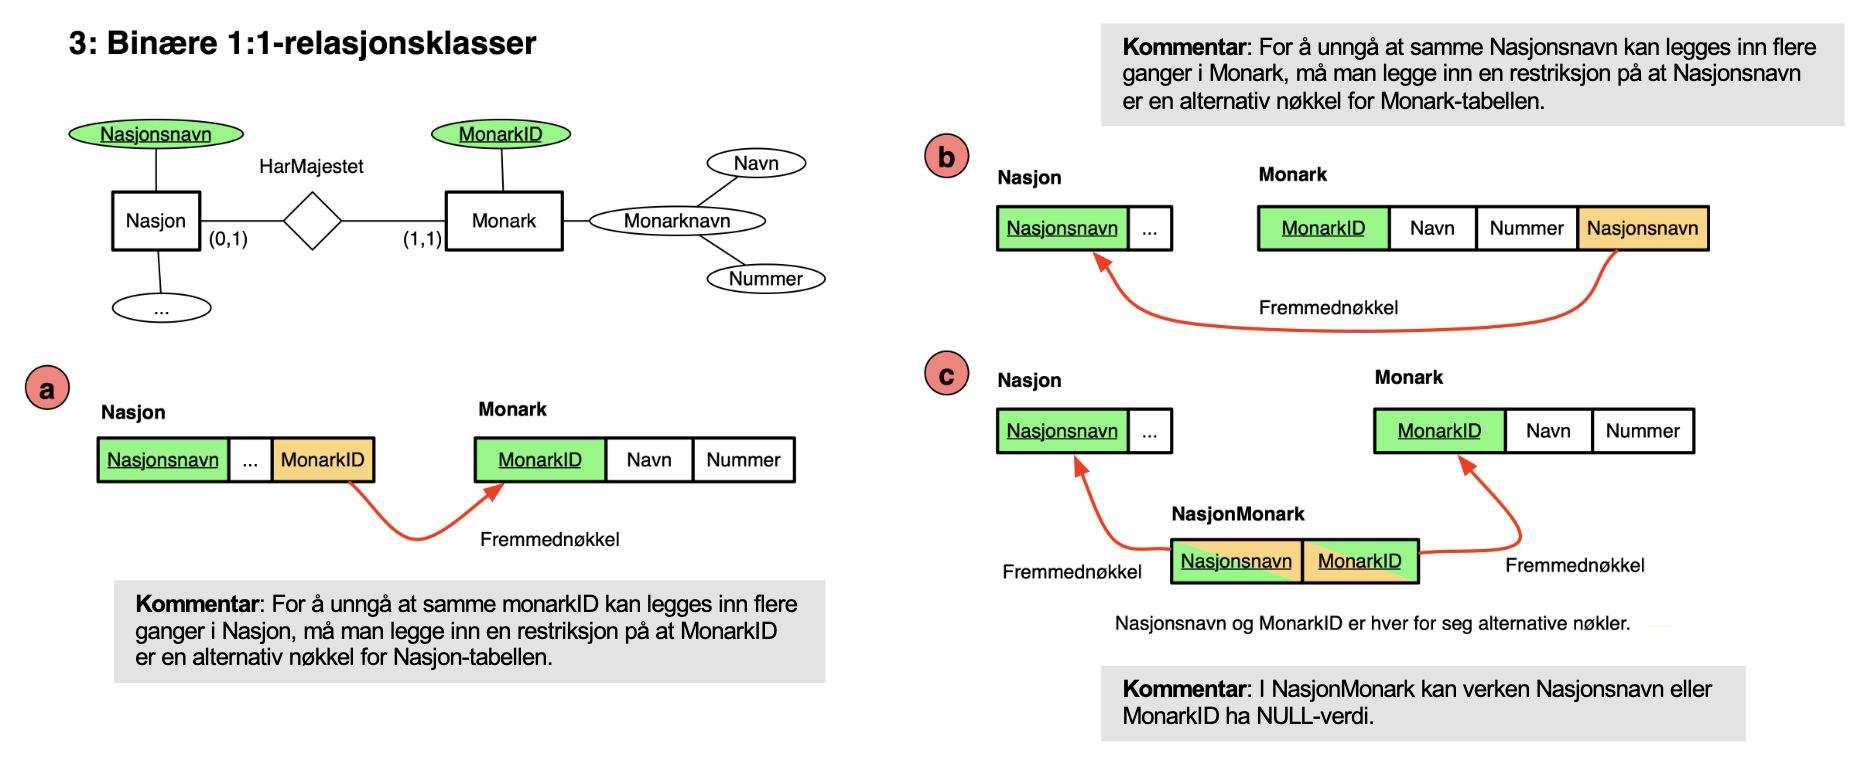 3: Binære 1:1-relasjonsklasser
Nasjonsnavn
MonarkID
HarMajestet
Navn
Nasjon
Monark
Monarknavn
(0,1)
(1,1)
Nummer
...
a
Nasjon
Monark
Nasjonsnavn
...
MonarkID
MonarkID
Navn
Nummer
Fremmednøkkel
Kommentar: For å unngå at samme monarkID kan legges inn flere
ganger i Nasjon, må man legge inn en restriksjon på at MonarkID
er en alternativ nøkkel for Nasjon-tabellen.
Kommentar: For å unngå at samme Nasjonsnavn kan legges inn flere
ganger i Monark, må man legge inn en restriksjon på at Nasjonsnavn
er en alternativ nøkkel for Monark-tabellen.
b
Nasjon
Monark
Nasjonsnavn
...
MonarkID
Navn
Nummer
Nasjonsnavn
Fremmednøkkel
c
Nasjon
Monark
Nasjonsnavn
...
MonarkID
Navn
Nummer
NasjonMonark
Nasjonsnavn
MonarkID
Fremmednøkkel
Fremmednøkkel
Nasjonsnavn og MonarkID er hver for seg alternative nøkler.
Kommentar: I NasjonMonark kan verken Nasjonsnavn eller
MonarkID ha NULL-verdi.